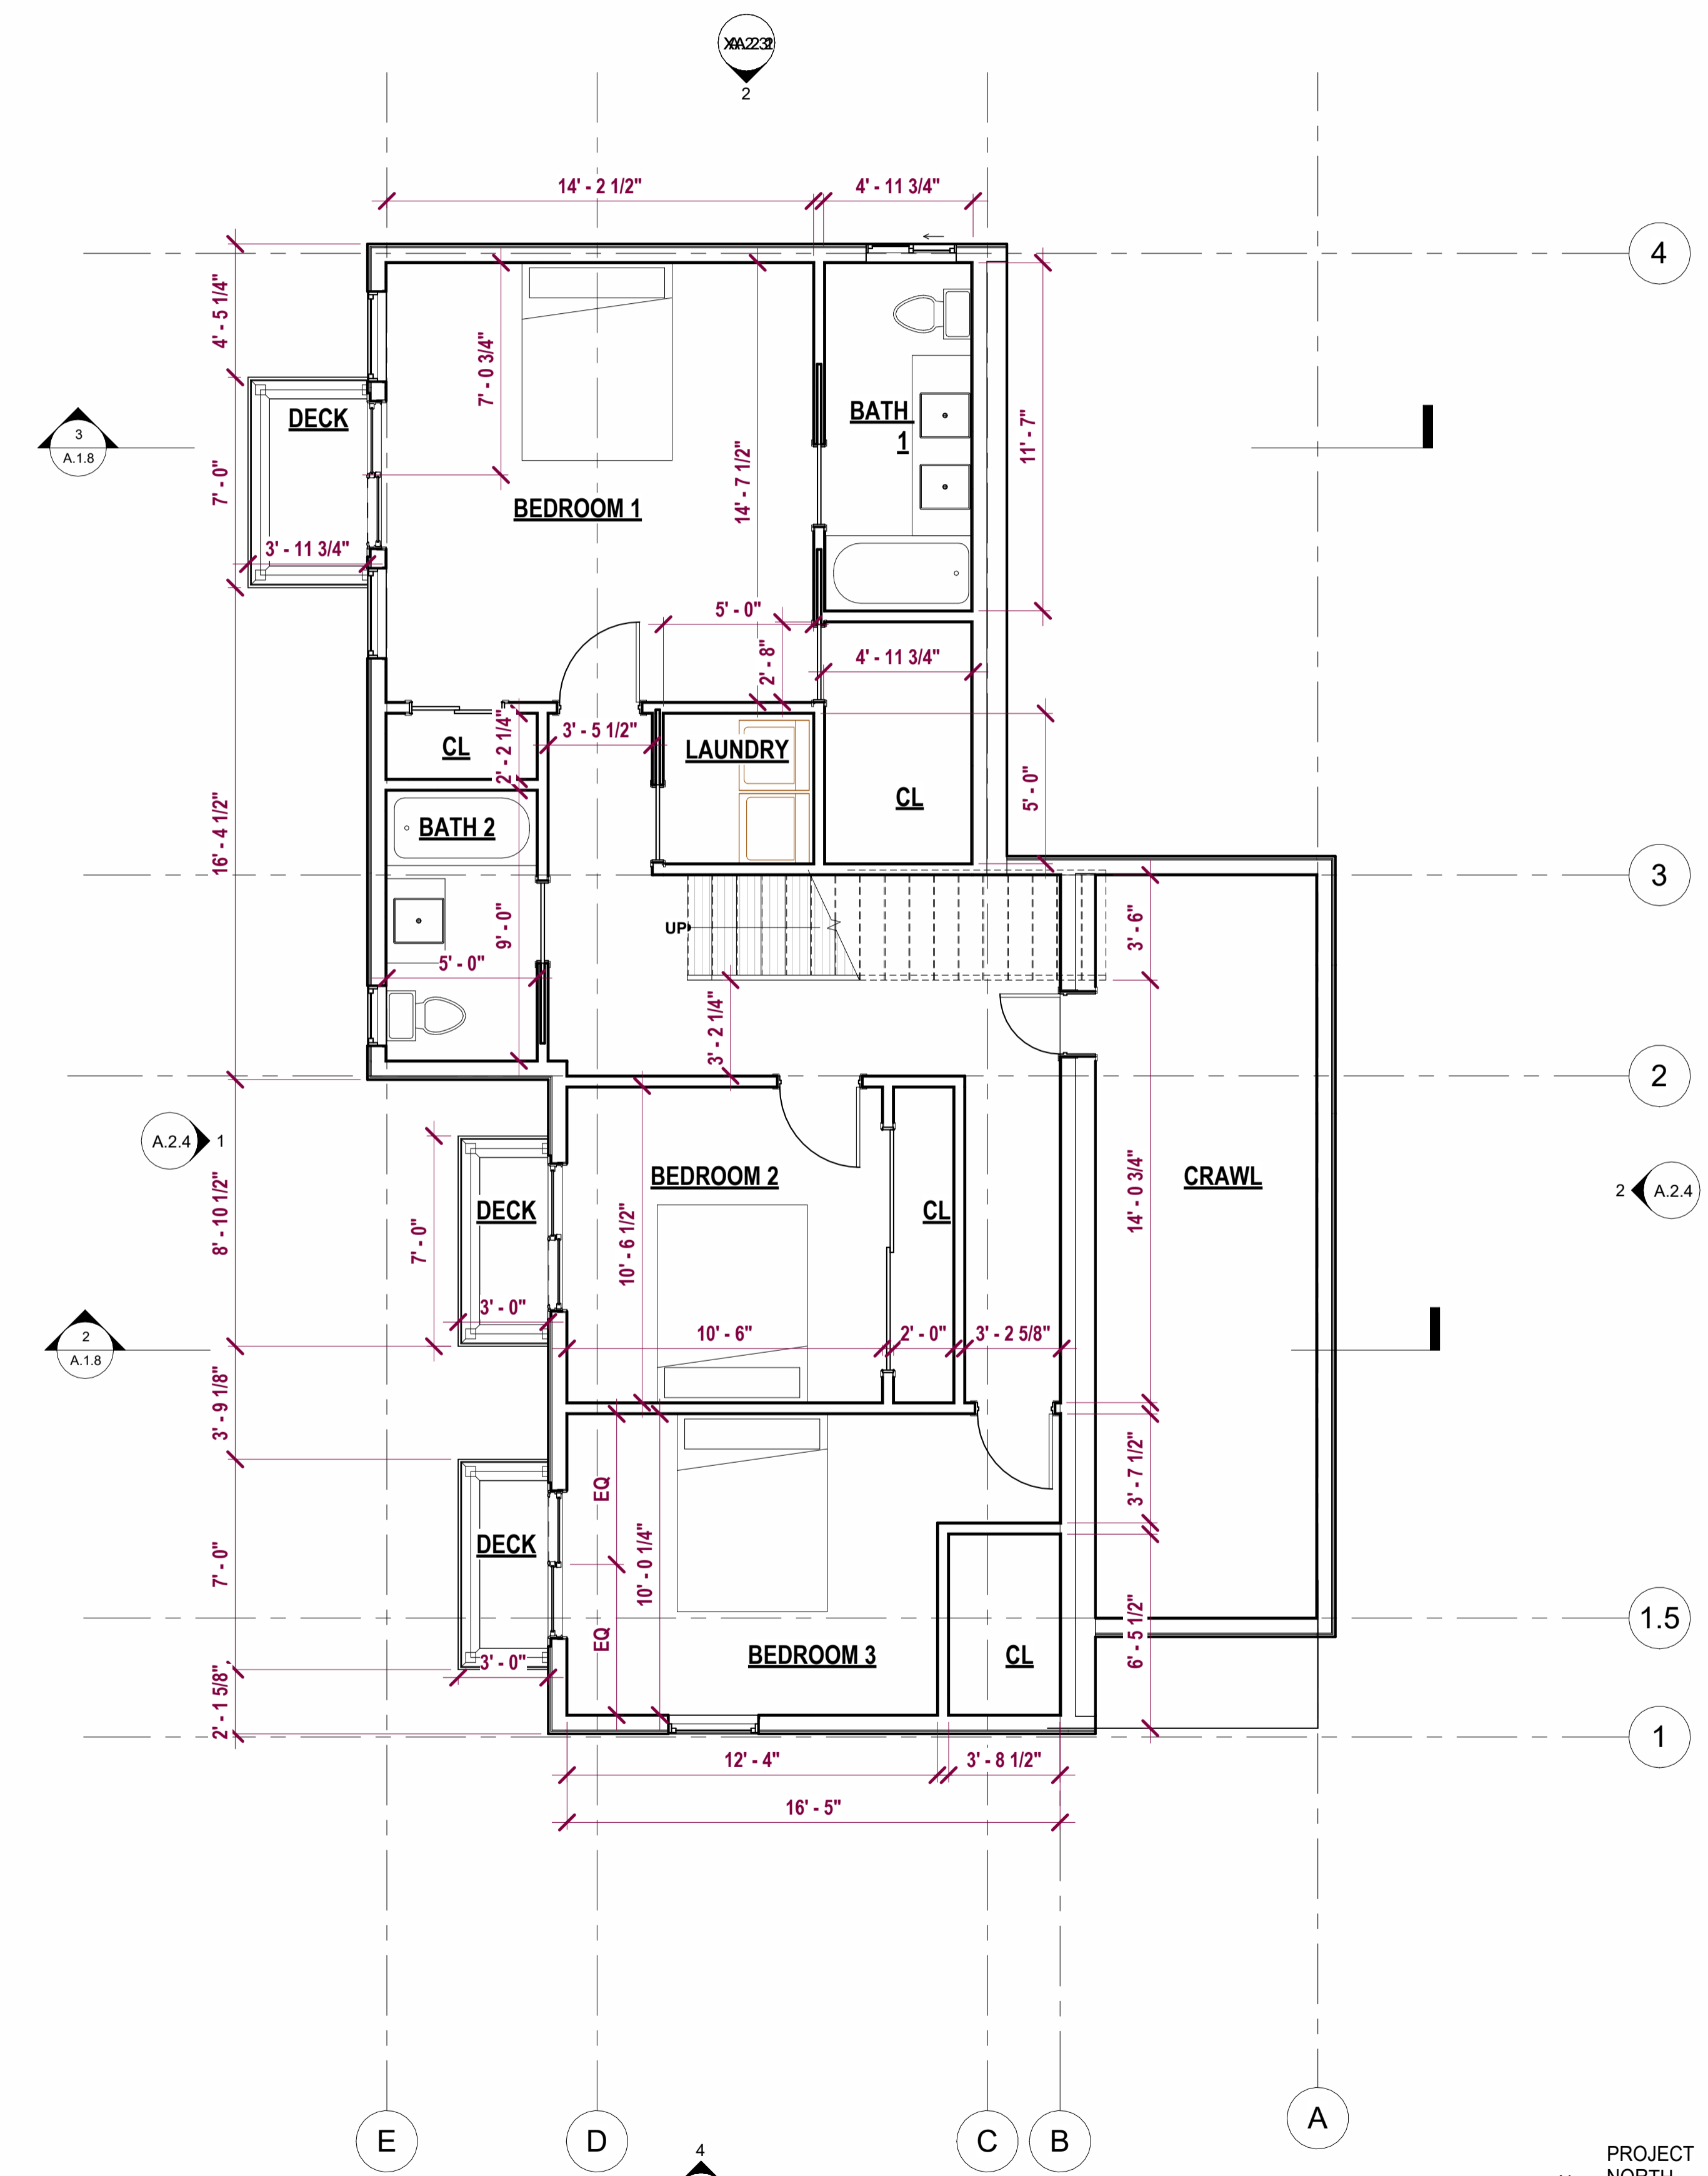 2
14' - 2 1/2"
4' - 11 3/4"
4
4' - 5 1/4"
7' - 0 3/4"
DECK
BATH
1
11' - 7"
3
A.1.8
7' - 0"
14' - 7 1/2"
BEDROOM 1
3' - 11 3/4"
5' - 0"
2' - 8"
4' - 11 3/4"
3' - 5 1/2"
CL
2' - 2 1/4"
LAUNDRY
CL
5' - 0"
16' - 4 1/2"
BATH 2
3
9' - 0"
UP
3' - 6"
5' - 0"
3' - 2 1/4"
2
A.2.4
1
BEDROOM 2
CRAWL
2
A.2.4
8' - 10 1/2"
7' - 0"
DECK
CL
14' - 0 3/4"
10' - 6 1/2"
3' - 0"
10' - 6"
2' - 0"
3' - 2 5/8"
2
A.1.8
3' - 9 1/8"
EQ
3' - 7 1/2"
DECK
7' - 0"
10' - 0 1/4"
1.5
EQ
6' - 5 1/2"
3' - 0"
BEDROOM 3
CL
2' - 1 5/8"
1
12' - 4"
3' - 8 1/2"
16' - 5"
A
E
D
C
B
4
PROJECT
NORTH